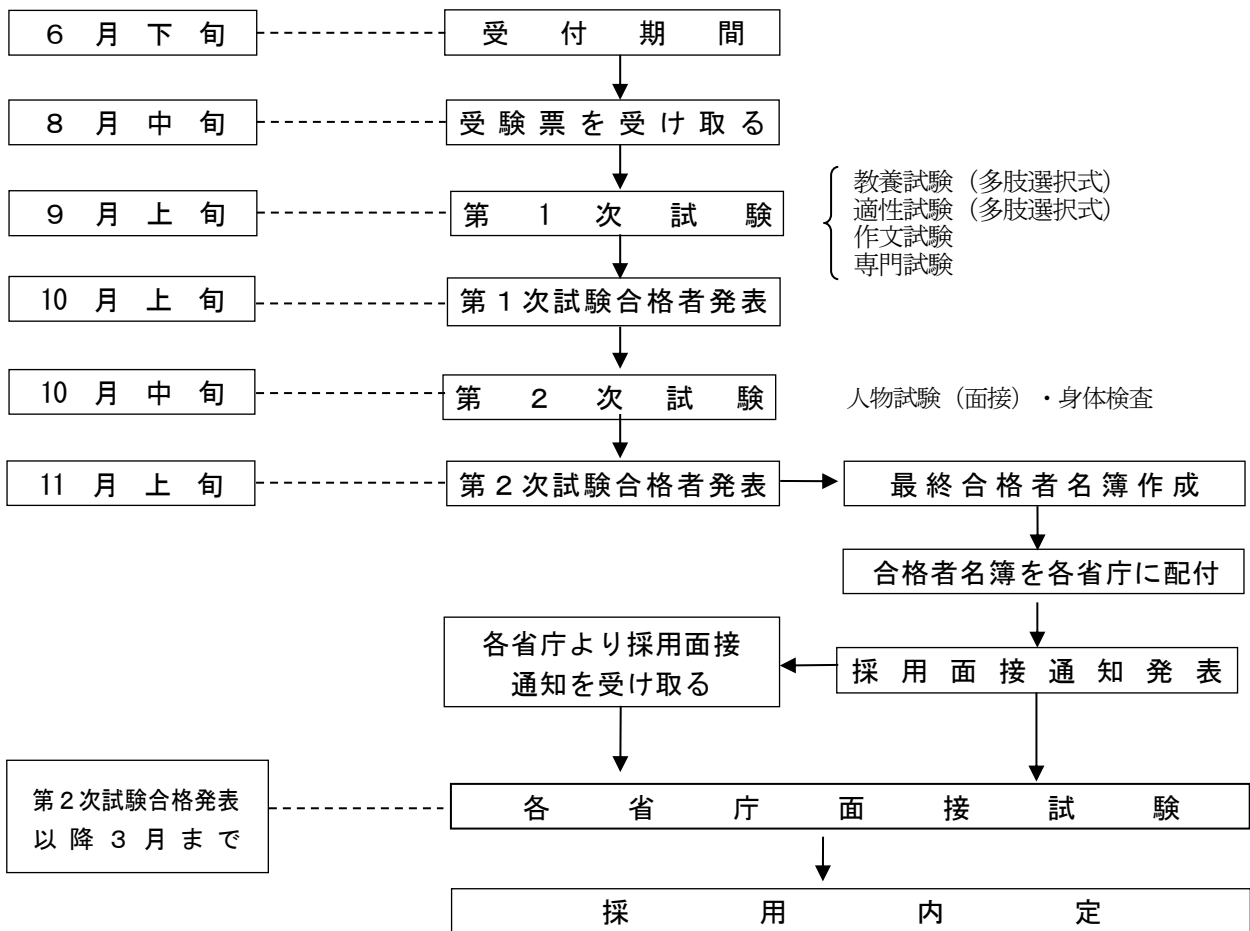 6月下旬
受付期間
8月中旬
受験票を受け取る
9月上旬
第1次試験
教養試験（多肢選択式）
適性試験（多肢選択式）
作文試験
専門試験
10月上旬
第1次試験合格者発表
10月中旬
第2次試験
人物試験（面接）・身体検査
11月上旬
第2次試験合格者発表
最終合格者名簿作成
合格者名簿を各省庁に配付
各省庁より採用面接
通知を受け取る
採用面接通知発表
第2次試験合格発表
以降3月まで
各省庁面接試験
採用内定